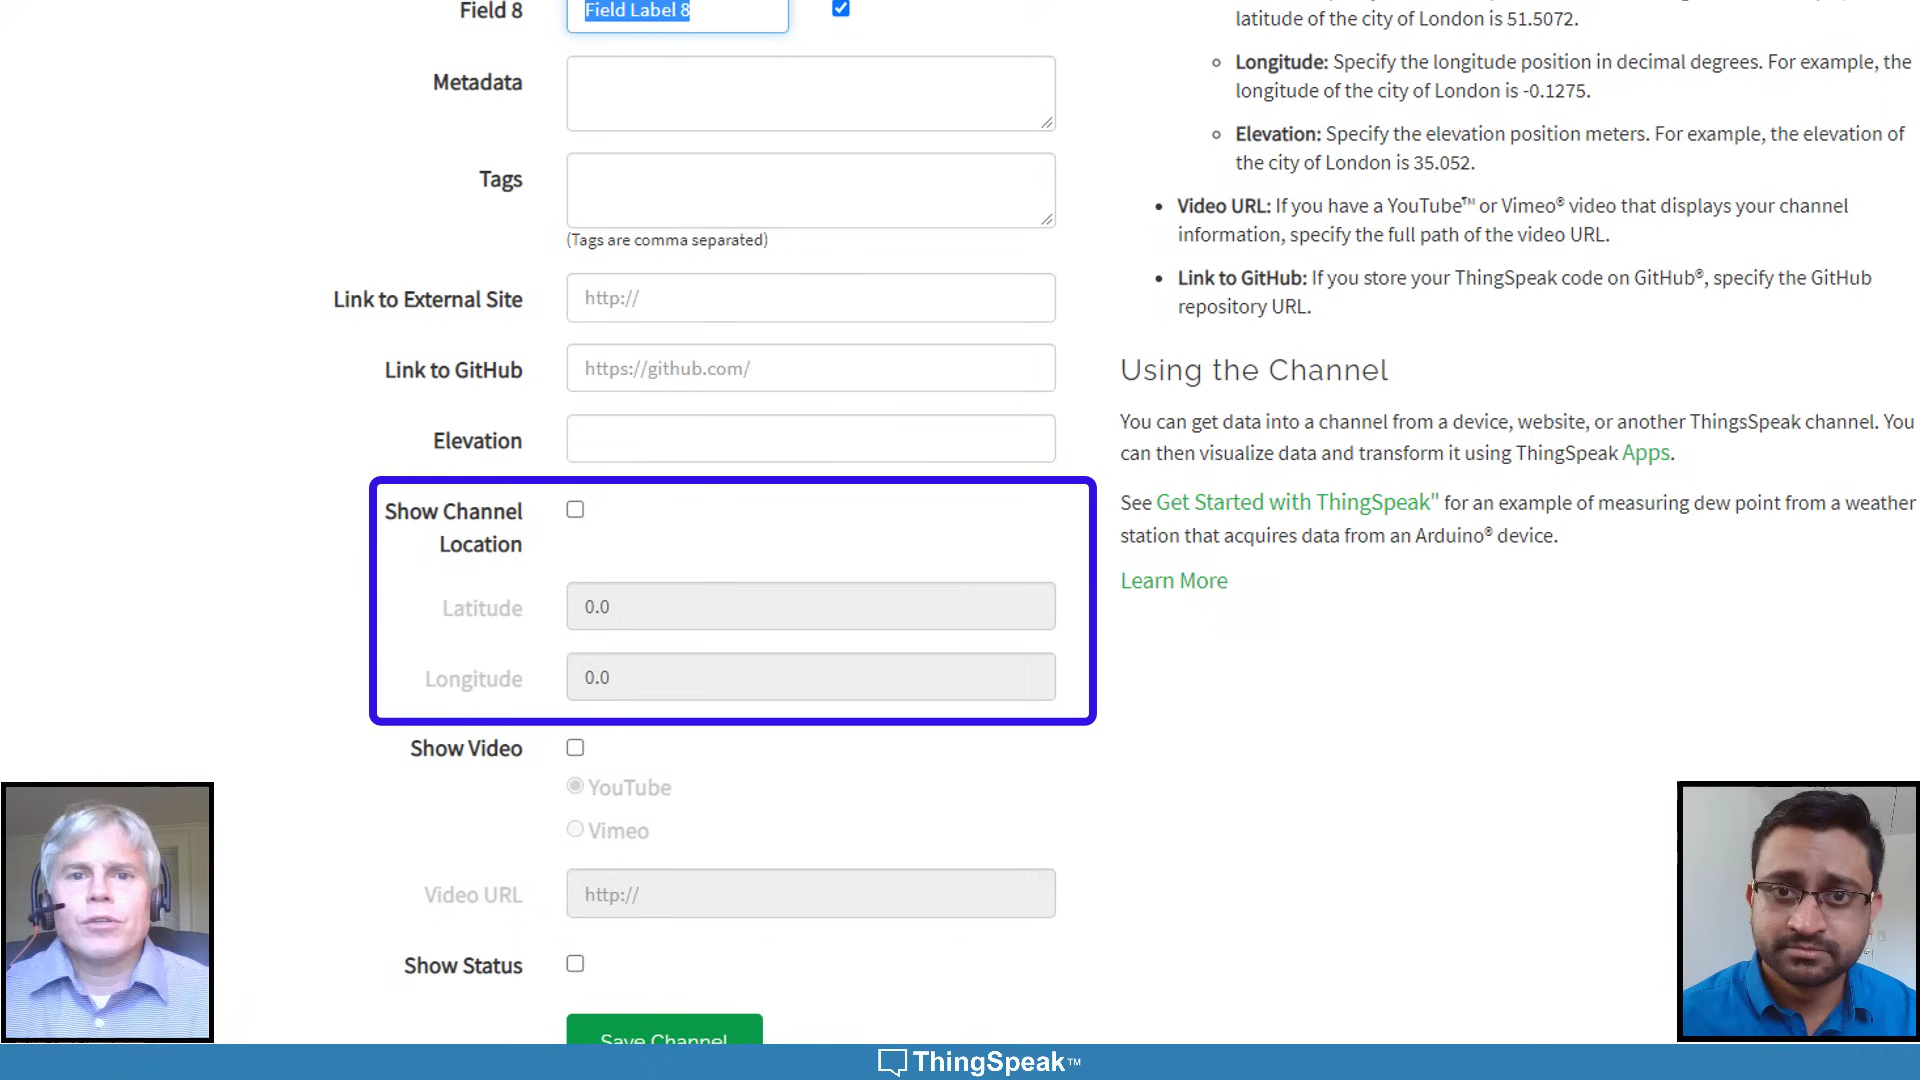 Field 8
Field Label 8
Metadata
Tags
(Tags are comma separated)
Link to External Site
http://
Link to GitHub
https://github.com/
Elevation
Show Channel
Location
Latitude
0.0
Longitude
0.0
Show Video
YouTube
Vimeo
Video URL
http://
Show Status
Save Channel
latitude of the city of London is 51.5072.
Longitude: Specify the longitude position in decimal degrees. For example, the
longitude of the city of London is -0.1275.
Elevation: Specify the elevation position meters. For example, the elevation of
the city of London is 35.052.
Video URL: If you have a YouTube™ or Vimeo® video that displays your channel
information, specify the full path of the video URL.
Link to GitHub: If you store your ThingSpeak code on GitHub®, specify the GitHub
repository URL.
Using the Channel
You can get data into a channel from a device, website, or another ThingsSpeak channel. You
can then visualize data and transform it using ThingSpeak Apps.
See Get Started with ThingSpeak" for an example of measuring dew point from a weather
station that acquires data from an Arduino® device.
Learn More
ThingSpeak™